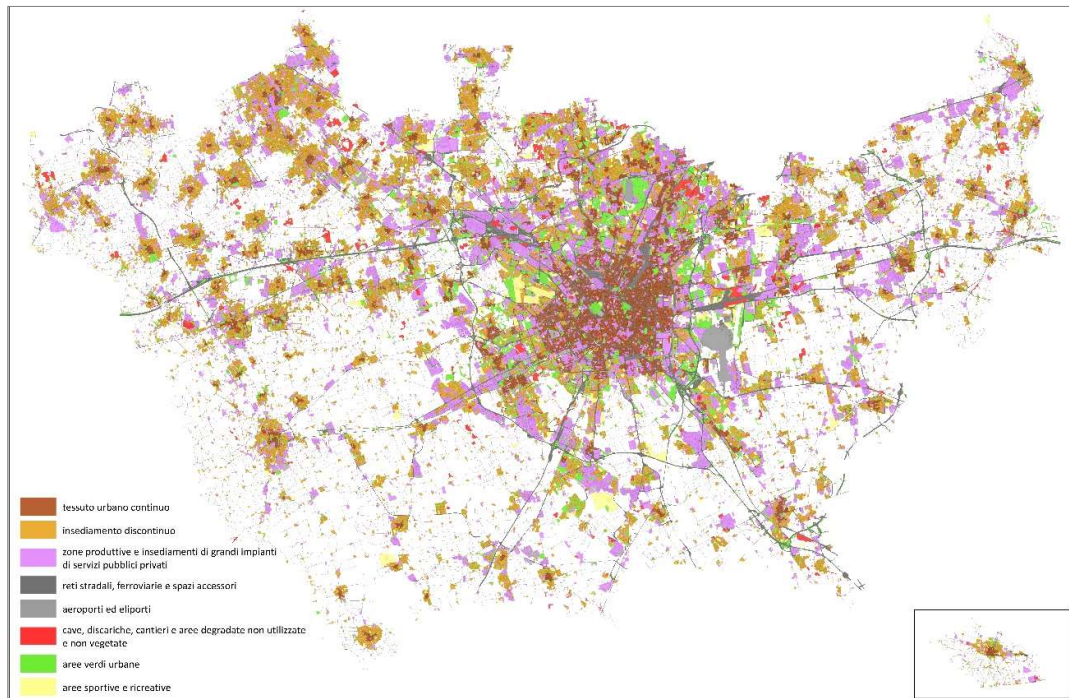 tessuto urbano continuo
insediamento discontinuo
zone produttive e insediamenti di grandi impianti
di servizi pubblici privati
reti stradali, ferroviarie e spazi accessori
aeroporti ed eliporti
cave, discariche, cantieri e aree degradate non utilizzate
e non vegetate
aree verdi urbane
aree sportive e ricreative